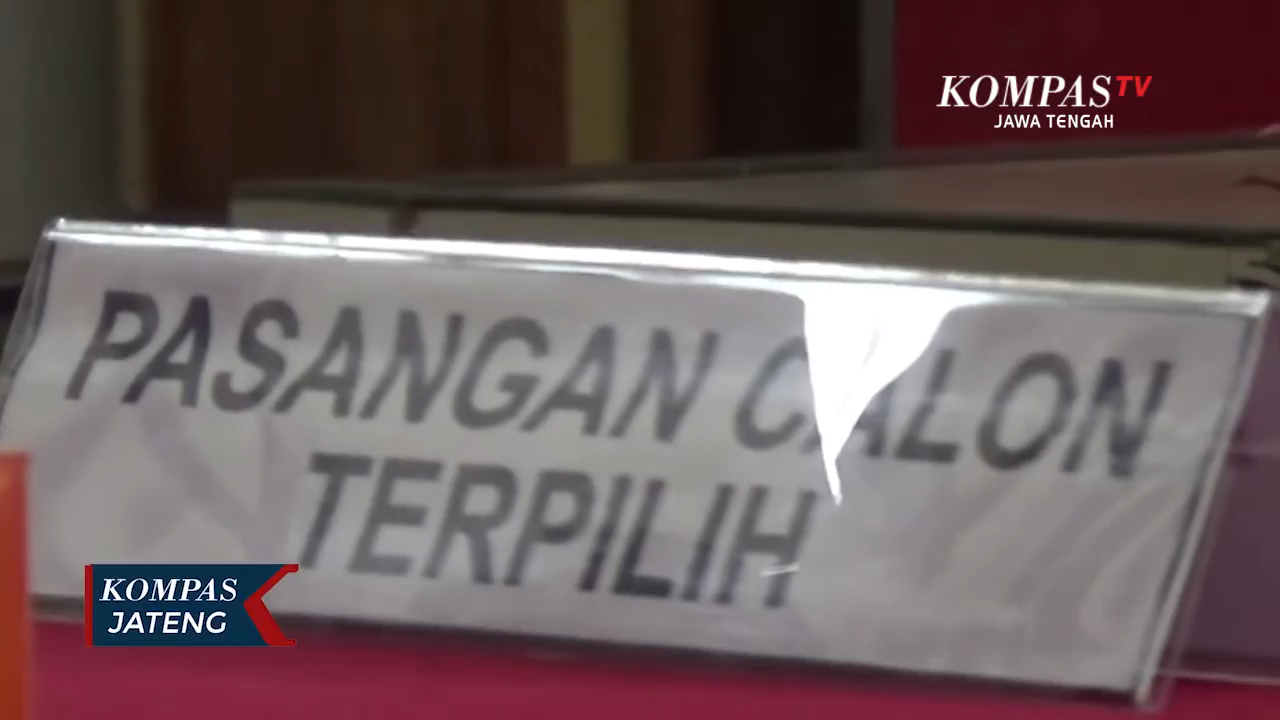 KOMPAS TV
JAWA TENGAH
PASANGAN CALON
TERPILIH
KOMPAS
JATENG